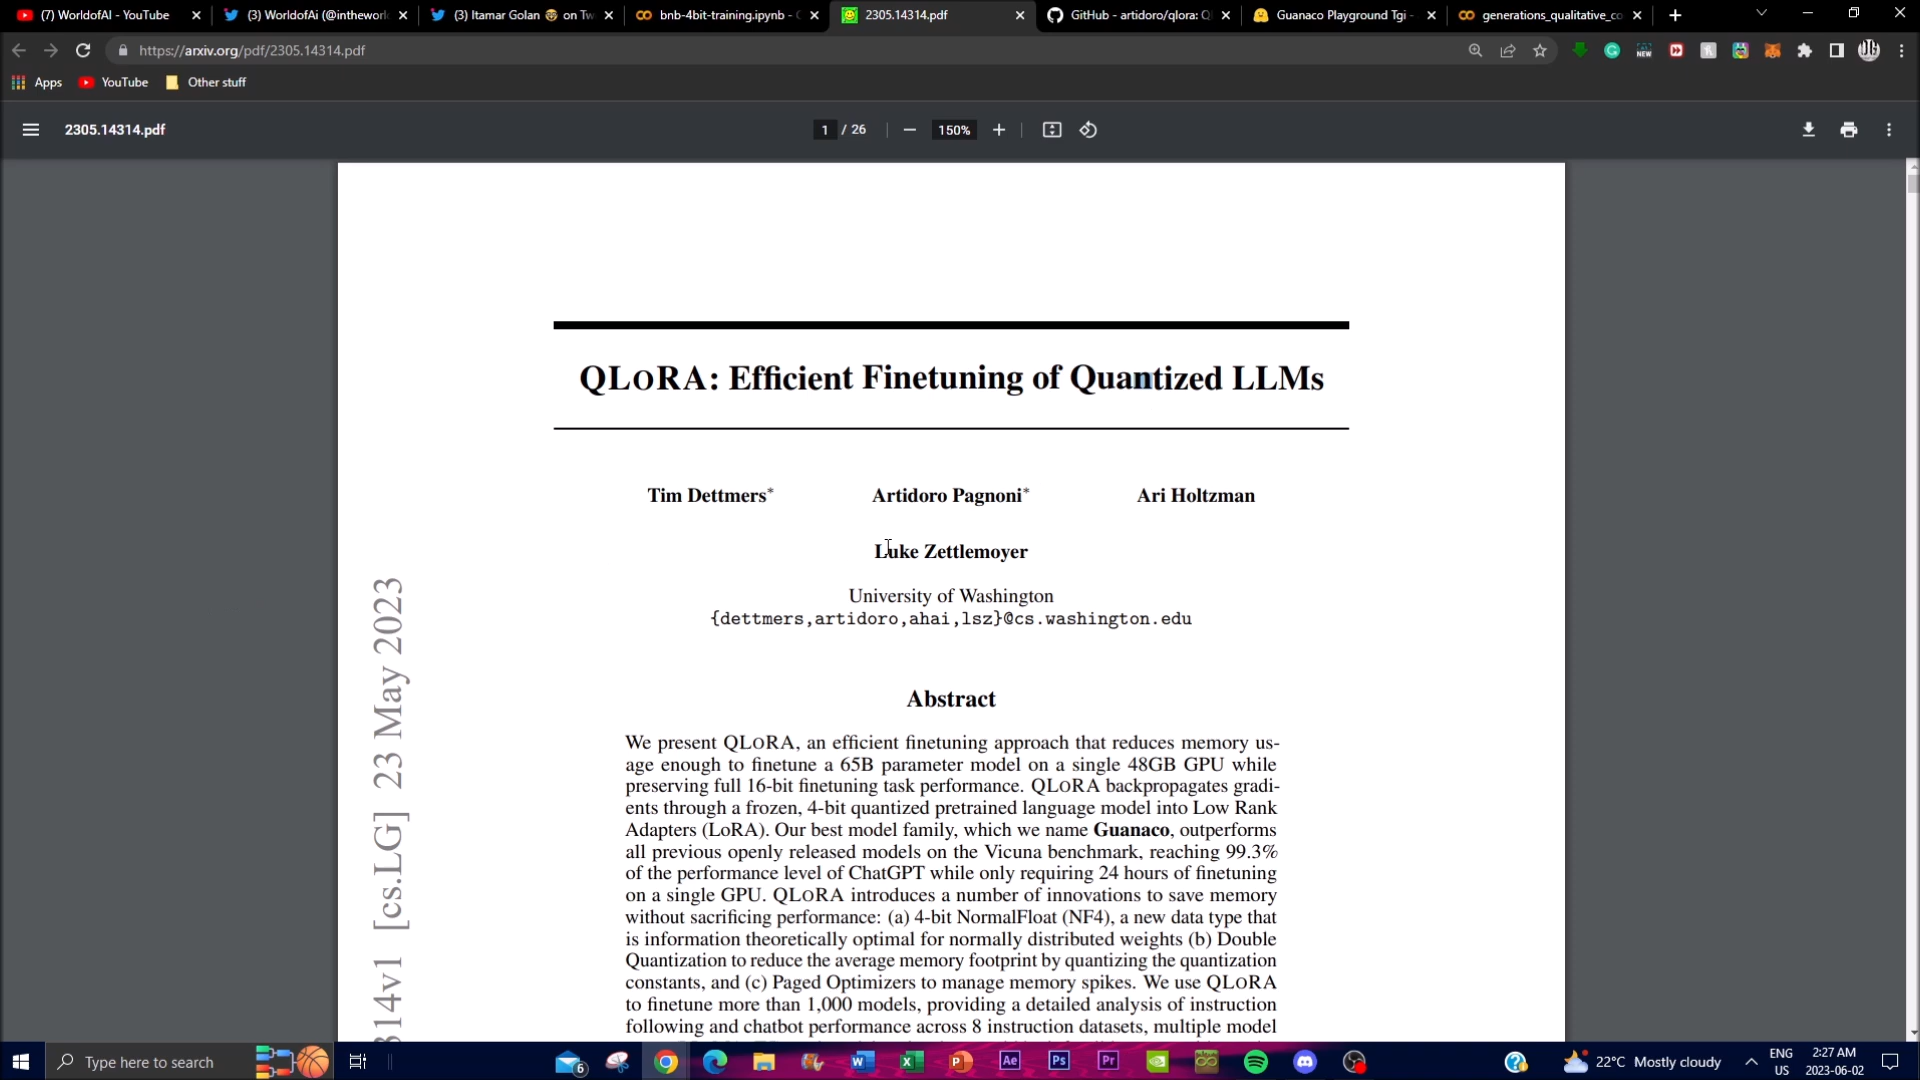 (7) WorldofAI - YouTube
(3) WorldofAi (@intheworl
(3) Itamar Golan 🤓 on Tw
bnb-4bit-training.ipynb - C
2305.14314.pdf
GitHub - artidoro/qlora: Q
Guanaco Playground Tgi -
generations_qualitative_co
https://arxiv.org/pdf/2305.14314.pdf
NEW
Apps
YouTube
Other stuff
2305.14314.pdf
1 / 26
150%
QLORA: Efficient Finetuning of Quantized LLMs
Tim Dettmers*
Artidoro Pagnoni*
Ari Holtzman
Luke Zettlemoyer
University of Washington
{dettmers,artidoro,ahai,lsz}@cs.washington.edu
Abstract
We present QLORA, an efficient finetuning approach that reduces memory us-
age enough to finetune a 65B parameter model on a single 48GB GPU while
preserving full 16-bit finetuning task performance. QLORA backpropagates gradi-
ents through a frozen, 4-bit quantized pretrained language model into Low Rank
Adapters (LoRA). Our best model family, which we name Guanaco, outperforms
all previous openly released models on the Vicuna benchmark, reaching 99.3%
of the performance level of ChatGPT while only requiring 24 hours of finetuning
on a single GPU. QLORA introduces a number of innovations to save memory
without sacrificing performance: (a) 4-bit NormalFloat (NF4), a new data type that
is information theoretically optimal for normally distributed weights (b) Double
Quantization to reduce the average memory footprint by quantizing the quantization
constants, and (c) Paged Optimizers to manage memory spikes. We use QLORA
to finetune more than 1,000 models, providing a detailed analysis of instruction
following and chatbot performance across 8 instruction datasets, multiple model
314v1 [cs.LG] 23 May 2023
Type here to search
6
Ae
Ps
Pr
22°C Mostly cloudy
ENG
US
2:27 AM
2023-06-02